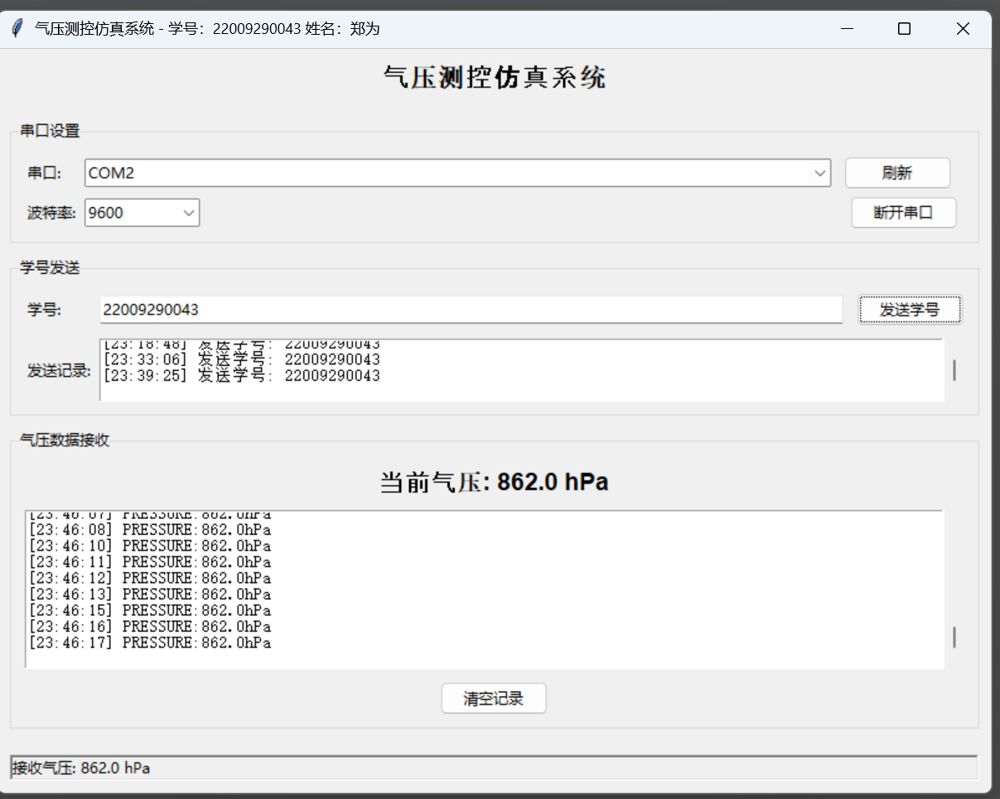 气压测控仿真系统 - 学号：22009290043 姓名：郑为
气压测控仿真系统
串口设置
串口: COM2 刷新
波特率: 9600 断开串口
学号发送
学号: 22009290043 发送学号
发送记录:
[23:18:48] 发送学号: 22009290043
[23:33:06] 发送学号: 22009290043
[23:39:25] 发送学号: 22009290043
气压数据接收
当前气压: 862.0 hPa
[23:46:07] PRESSURE:862.0hPa
[23:46:08] PRESSURE:862.0hPa
[23:46:10] PRESSURE:862.0hPa
[23:46:11] PRESSURE:862.0hPa
[23:46:12] PRESSURE:862.0hPa
[23:46:13] PRESSURE:862.0hPa
[23:46:15] PRESSURE:862.0hPa
[23:46:16] PRESSURE:862.0hPa
[23:46:17] PRESSURE:862.0hPa
清空记录
接收气压: 862.0 hPa